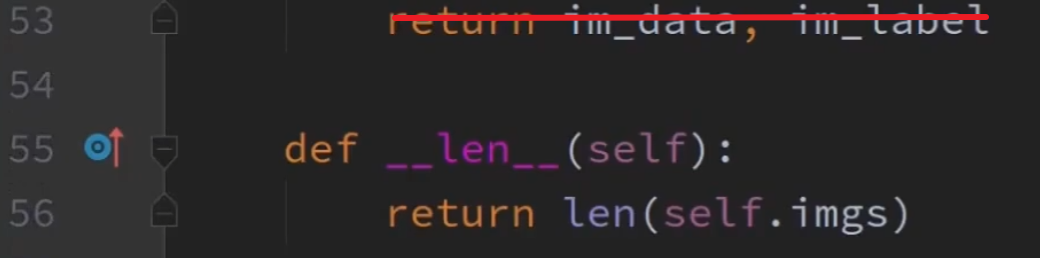 53 return im_data, im_label
54
55 def __len__(self):
56 return len(self.imgs)